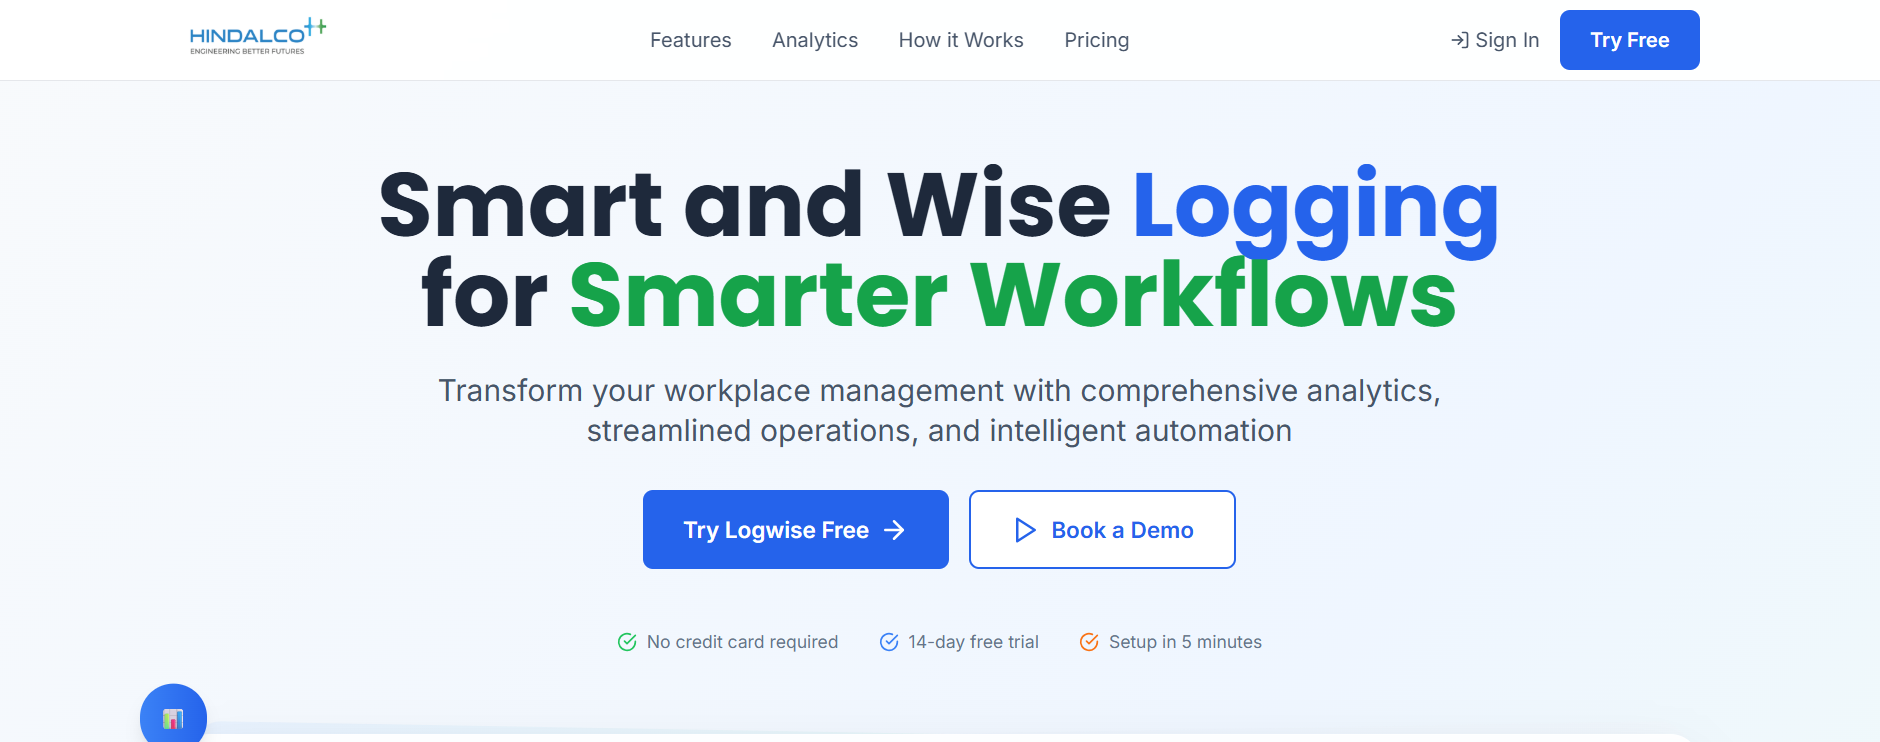 HINDALCO
ENGINEERING BETTER FUTURES
Features
Analytics
How it Works
Pricing
Sign In
Try Free
Smart and Wise Logging
for Smarter Workflows
Transform your workplace management with comprehensive analytics,
streamlined operations, and intelligent automation
Try Logwise Free
Book a Demo
No credit card required
14-day free trial
Setup in 5 minutes